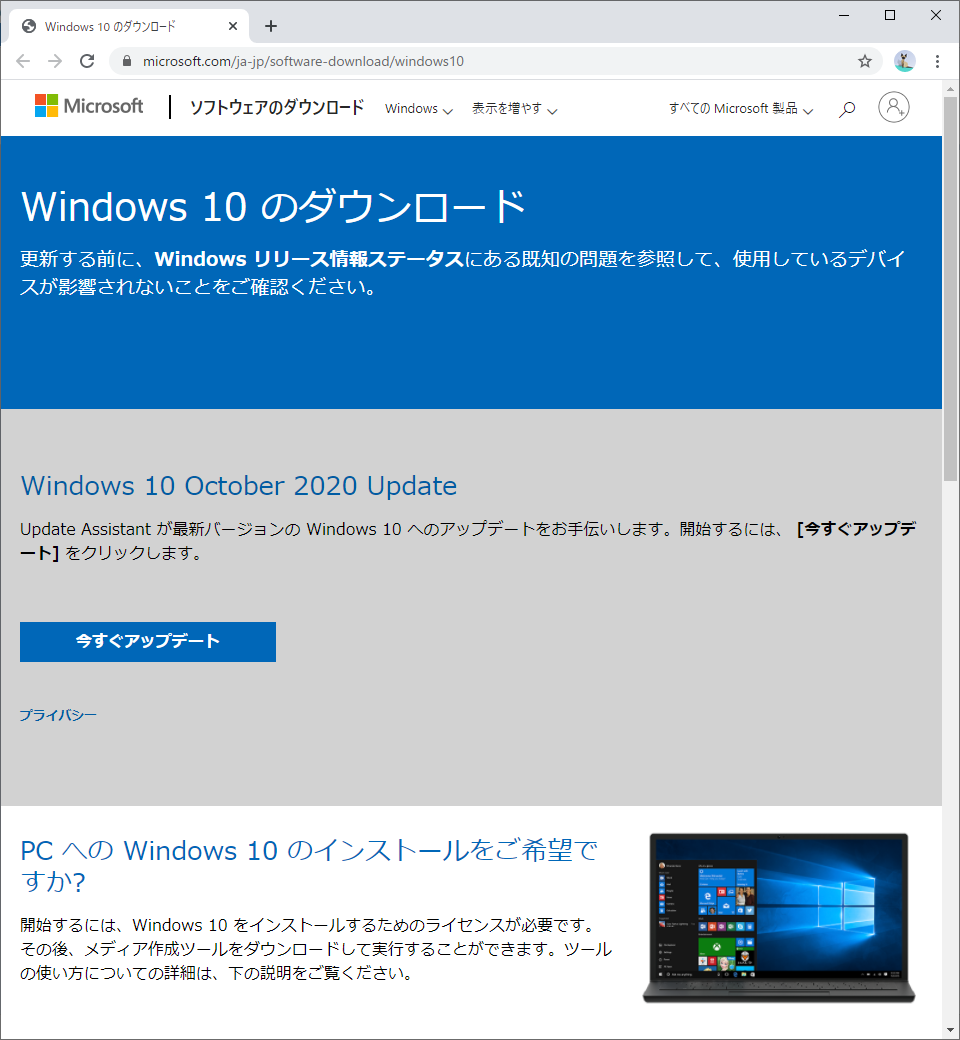 Windows 10 のダウンロード
microsoft.com/ja-jp/software-download/windows10
Microsoft ソフトウェアのダウンロード Windows 表示を増やす すべての Microsoft 製品
Windows 10 のダウンロード
更新する前に、Windows リリース情報ステータスにある既知の問題を参照して、使用しているデバイ
スが影響されないことをご確認ください。
Windows 10 October 2020 Update
Update Assistant が最新バージョンの Windows 10 へのアップデートをお手伝いします。開始するには、 [今すぐアップデ
ート] をクリックします。
今すぐアップデート
プライバシー
PC への Windows 10 のインストールをご希望で
すか?
開始するには、Windows 10 をインストールするためのライセンスが必要です。
その後、メディア作成ツールをダウンロードして実行することができます。ツール
の使い方についての詳細は、下の説明をご覧ください。